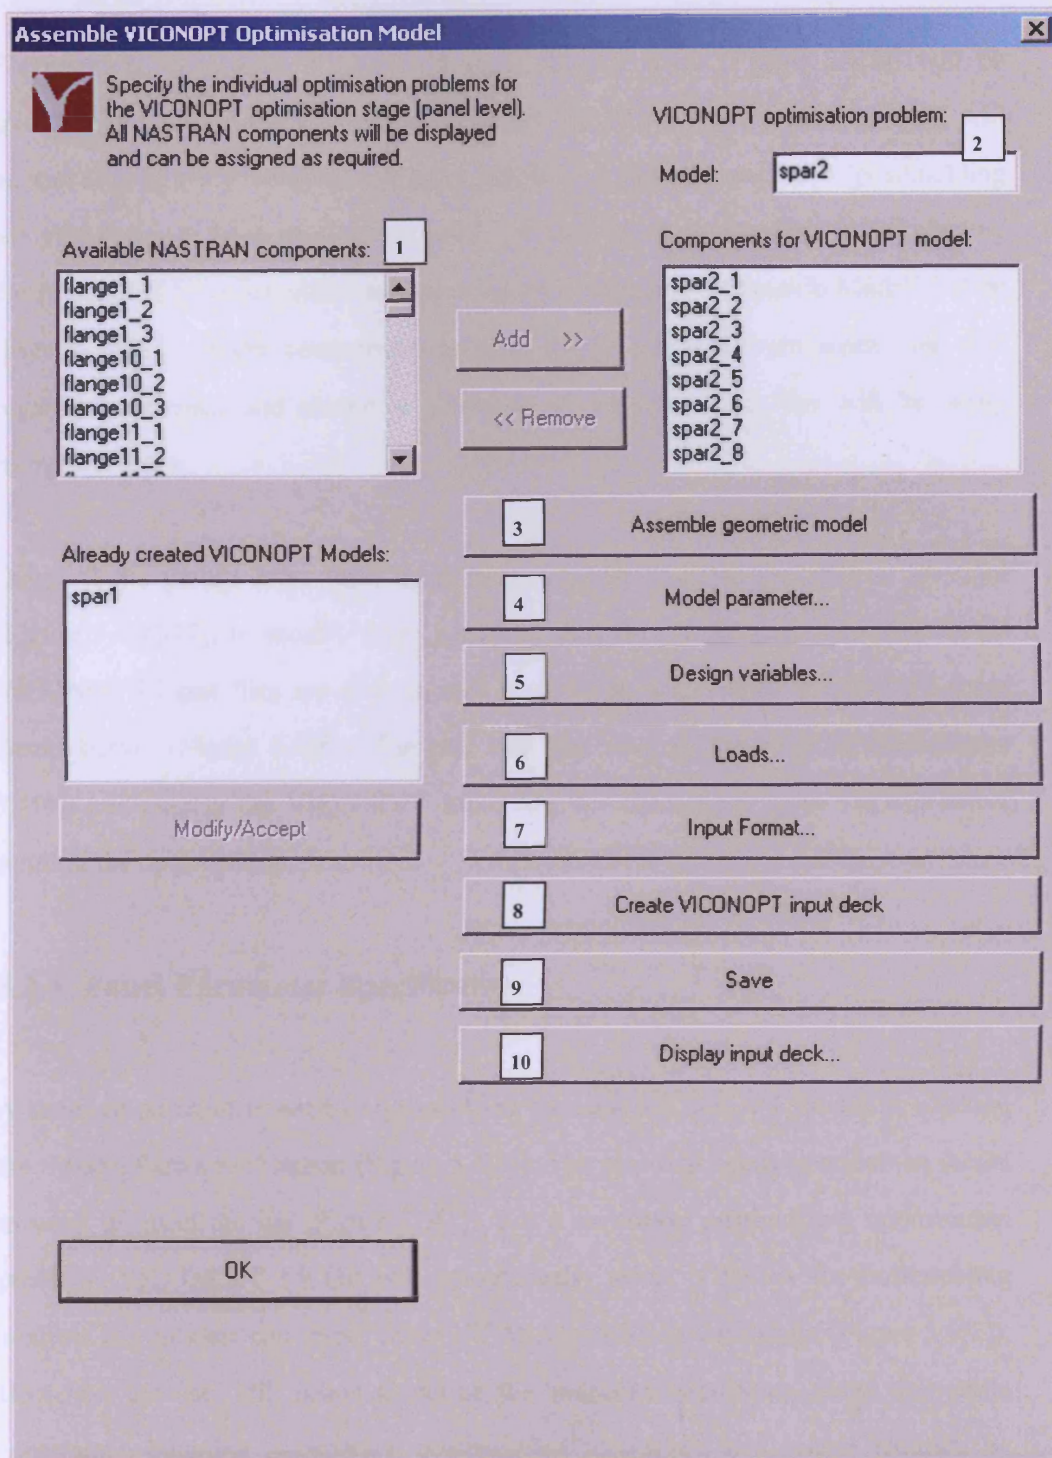 Assemble VICONOPT Optimisation Model
Specify the individual optimisation problems for
the VICONOPT optimisation stage (panel level).
All NASTRAN components will be displayed
and can be assigned as required.
VICONOPT optimisation problem:
2
Model: spar2
Available NASTRAN components: 1
flange1_1
flange1_2
flange1_3
flange10_1
flange10_2
flange10_3
flange11_1
flange11_2
Add >>
<< Remove
Components for VICONOPT model:
spar2_1
spar2_2
spar2_3
spar2_4
spar2_5
spar2_6
spar2_7
spar2_8
Already created VICONOPT Models:
spar1
Modify/Accept
3 Assemble geometric model
4 Model parameter...
5 Design variables...
6 Loads...
7 Input Format...
8 Create VICONOPT input deck
9 Save
10 Display input deck...
OK